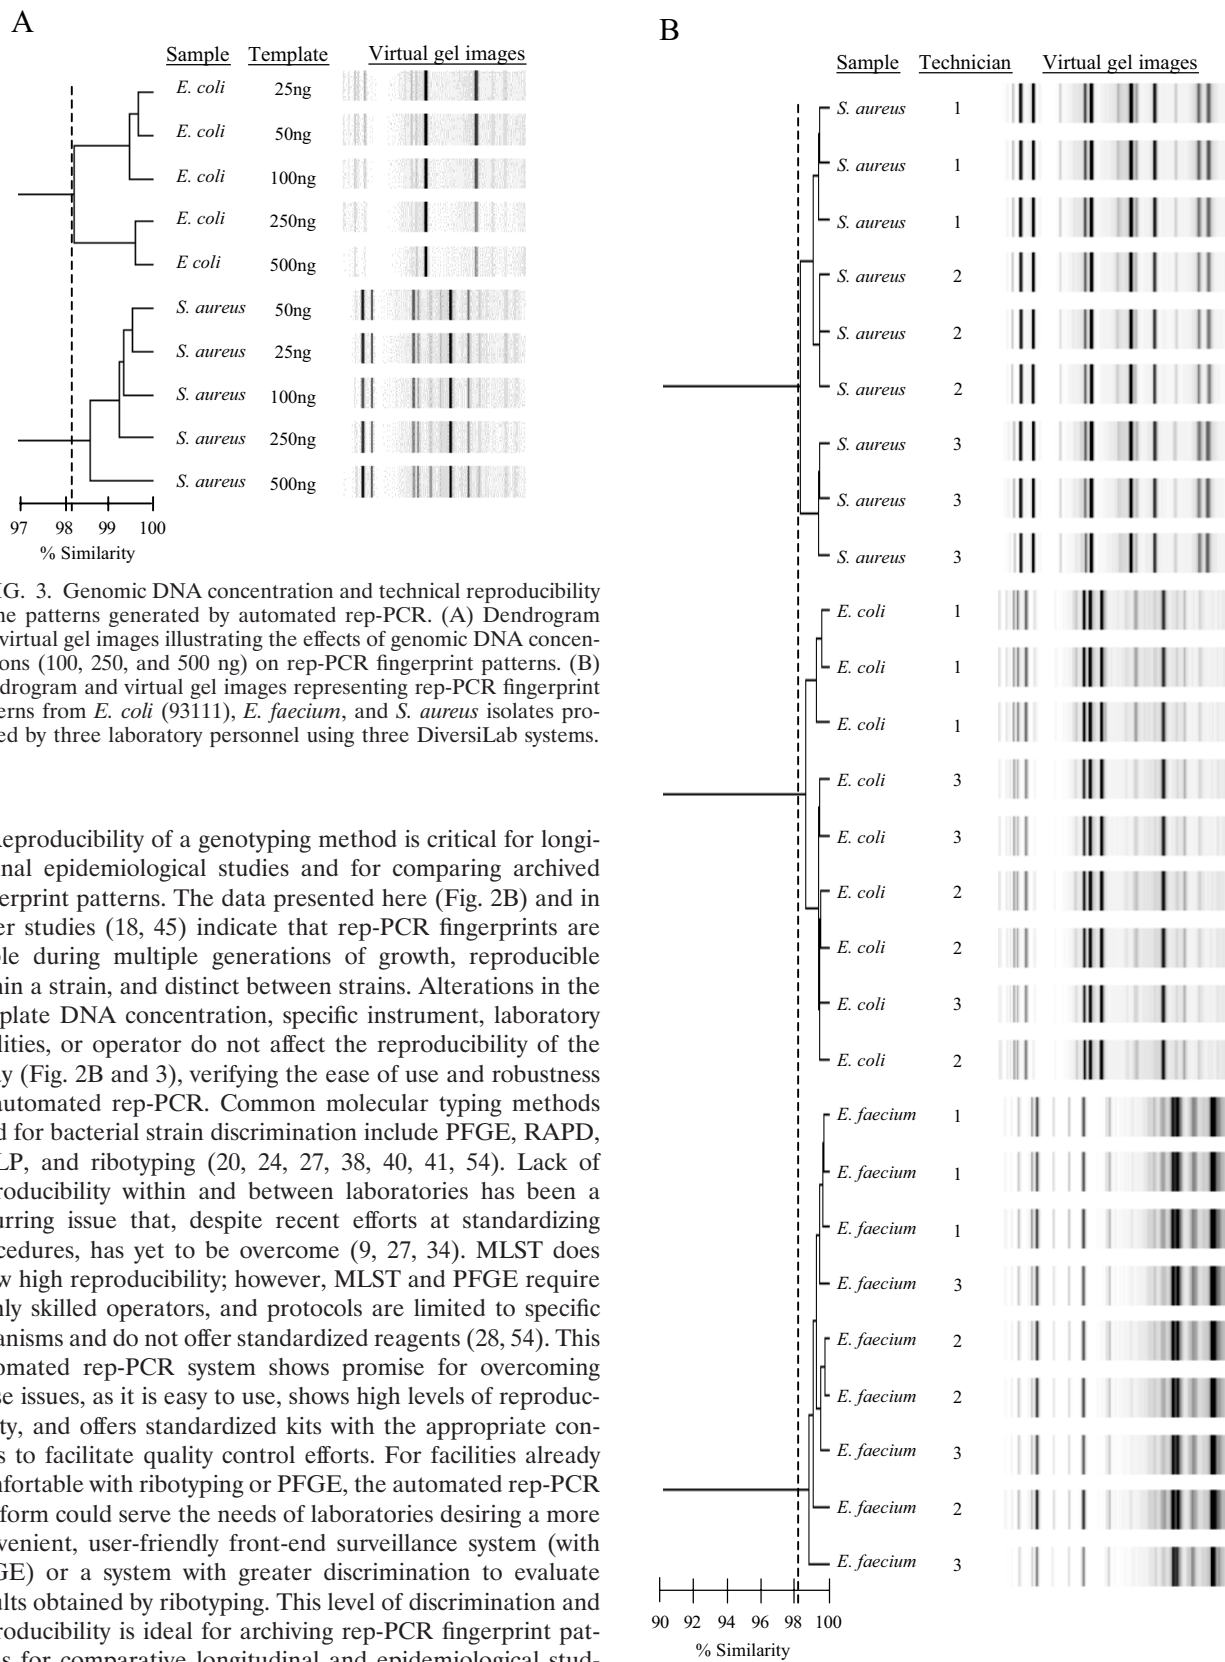 A
Sample Template Virtual gel images
E. coli 25ng
E. coli 50ng
E. coli 100ng
E. coli 250ng
E coli 500ng
S. aureus 50ng
S. aureus 25ng
S. aureus 100ng
S. aureus 250ng
S. aureus 500ng
97 98 99 100
% Similarity
IG. 3. Genomic DNA concentration and technical reproducibility
ne patterns generated by automated rep-PCR. (A) Dendrogram
virtual gel images illustrating the effects of genomic DNA concen-
ons (100, 250, and 500 ng) on rep-PCR fingerprint patterns. (B)
drogram and virtual gel images representing rep-PCR fingerprint
erns from E. coli (93111), E. faecium, and S. aureus isolates pro-
ed by three laboratory personnel using three DiversiLab systems.
eproducibility of a genotyping method is critical for longi-
nal epidemiological studies and for comparing archived
erprint patterns. The data presented here (Fig. 2B) and in
er studies (18, 45) indicate that rep-PCR fingerprints are
ble during multiple generations of growth, reproducible
hin a strain, and distinct between strains. Alterations in the
plate DNA concentration, specific instrument, laboratory
lities, or operator do not affect the reproducibility of the
y (Fig. 2B and 3), verifying the ease of use and robustness
automated rep-PCR. Common molecular typing methods
d for bacterial strain discrimination include PFGE, RAPD,
LP, and ribotyping (20, 24, 27, 38, 40, 41, 54). Lack of
roducibility within and between laboratories has been a
urring issue that, despite recent efforts at standardizing
cedures, has yet to be overcome (9, 27, 34). MLST does
w high reproducibility; however, MLST and PFGE require
hly skilled operators, and protocols are limited to specific
anisms and do not offer standardized reagents (28, 54). This
omated rep-PCR system shows promise for overcoming
se issues, as it is easy to use, shows high levels of reproduc-
ty, and offers standardized kits with the appropriate con-
s to facilitate quality control efforts. For facilities already
nfortable with ribotyping or PFGE, the automated rep-PCR
form could serve the needs of laboratories desiring a more
venient, user-friendly front-end surveillance system (with
GE) or a system with greater discrimination to evaluate
ults obtained by ribotyping. This level of discrimination and
roducibility is ideal for archiving rep-PCR fingerprint pat-
ns for comparative longitudinal and epidemiological stud-
B
Sample Technician Virtual gel images
S. aureus 1
S. aureus 1
S. aureus 1
S. aureus 2
S. aureus 2
S. aureus 2
S. aureus 3
S. aureus 3
S. aureus 3
E. coli 1
E. coli 1
E. coli 1
E. coli 3
E. coli 3
E. coli 2
E. coli 2
E. coli 3
E. coli 2
E. faecium 1
E. faecium 1
E. faecium 1
E. faecium 3
E. faecium 2
E. faecium 2
E. faecium 3
E. faecium 2
E. faecium 3
90 92 94 96 98 100
% Similarity